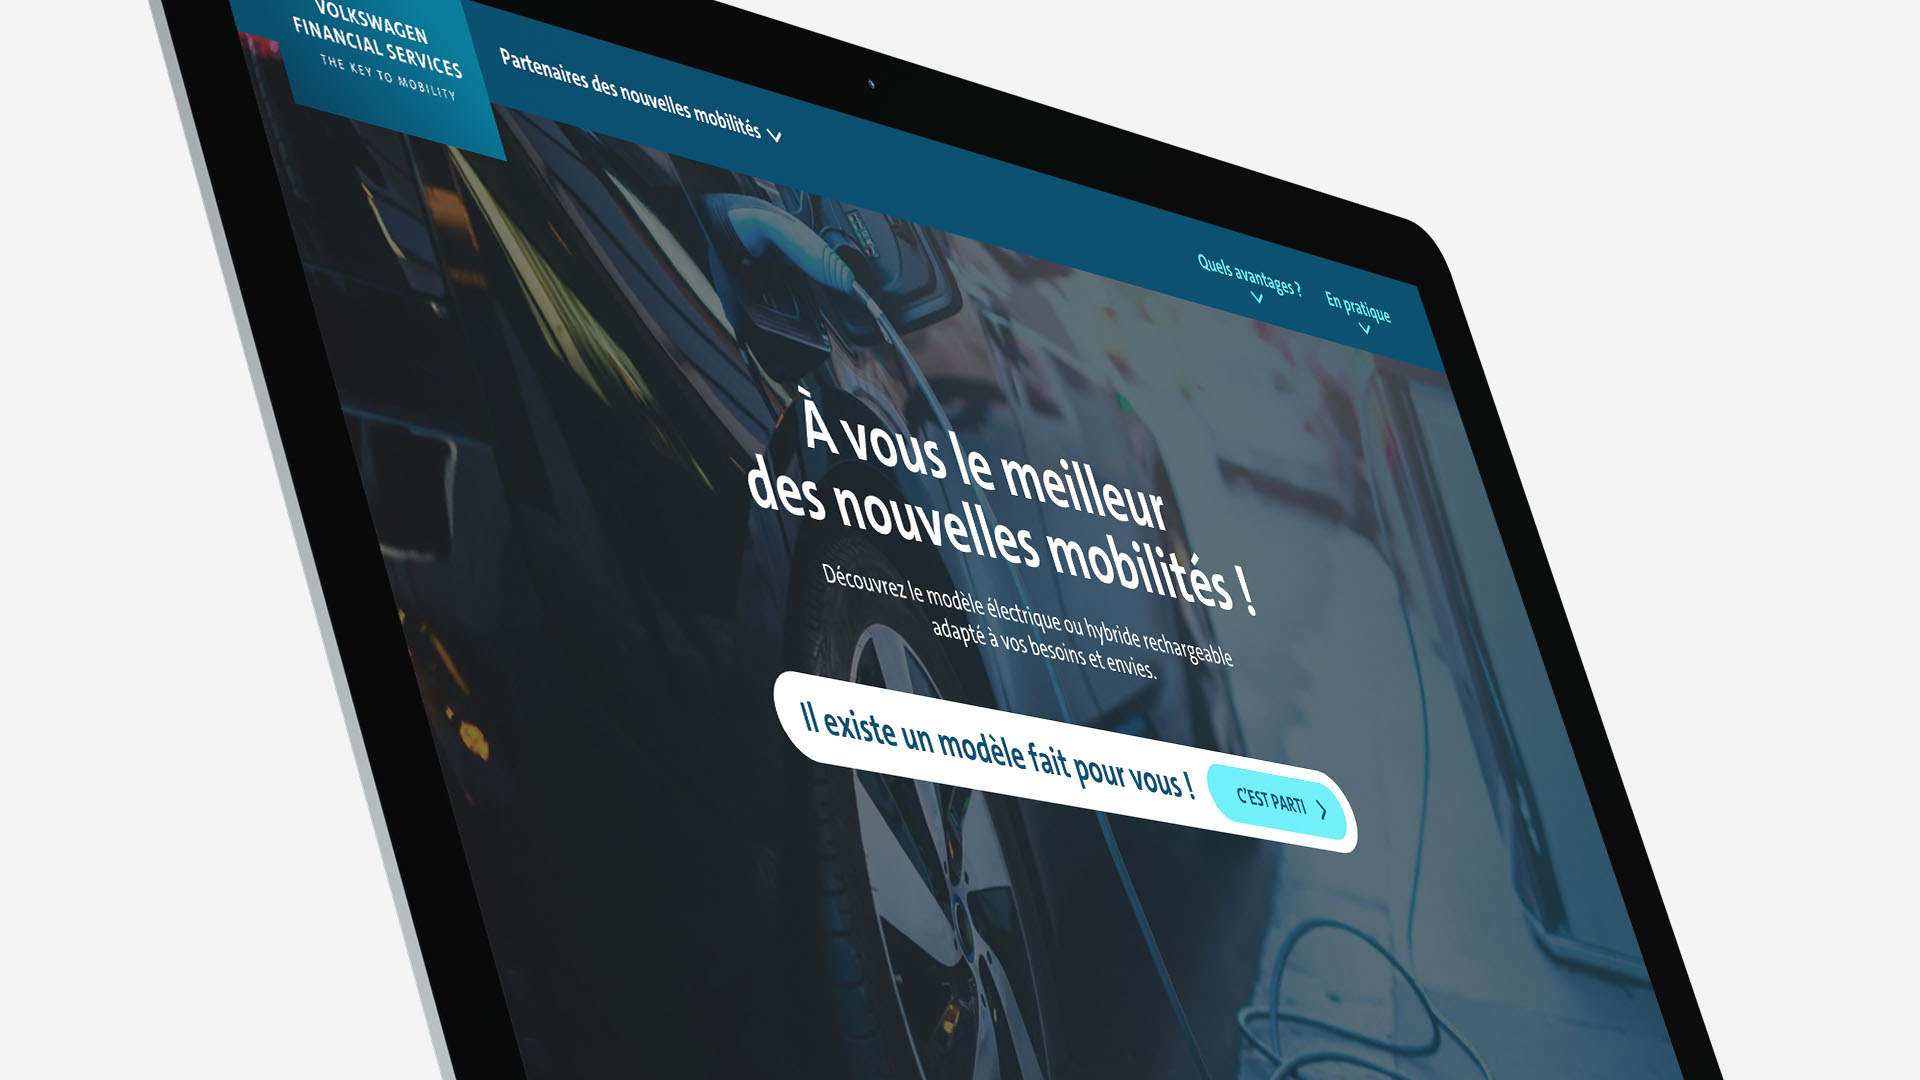 VOLKSWAGEN
FINANCIAL SERVICES
THE KEY TO MOBILITY
Partenaires des nouvelles mobilités
Quels avantages ?
En pratique
À vous le meilleur
des nouvelles mobilités !
Découvrez le modèle électrique ou hybride rechargeable
adapté à vos besoins et envies.
Il existe un modèle fait pour vous !
C'EST PARTI